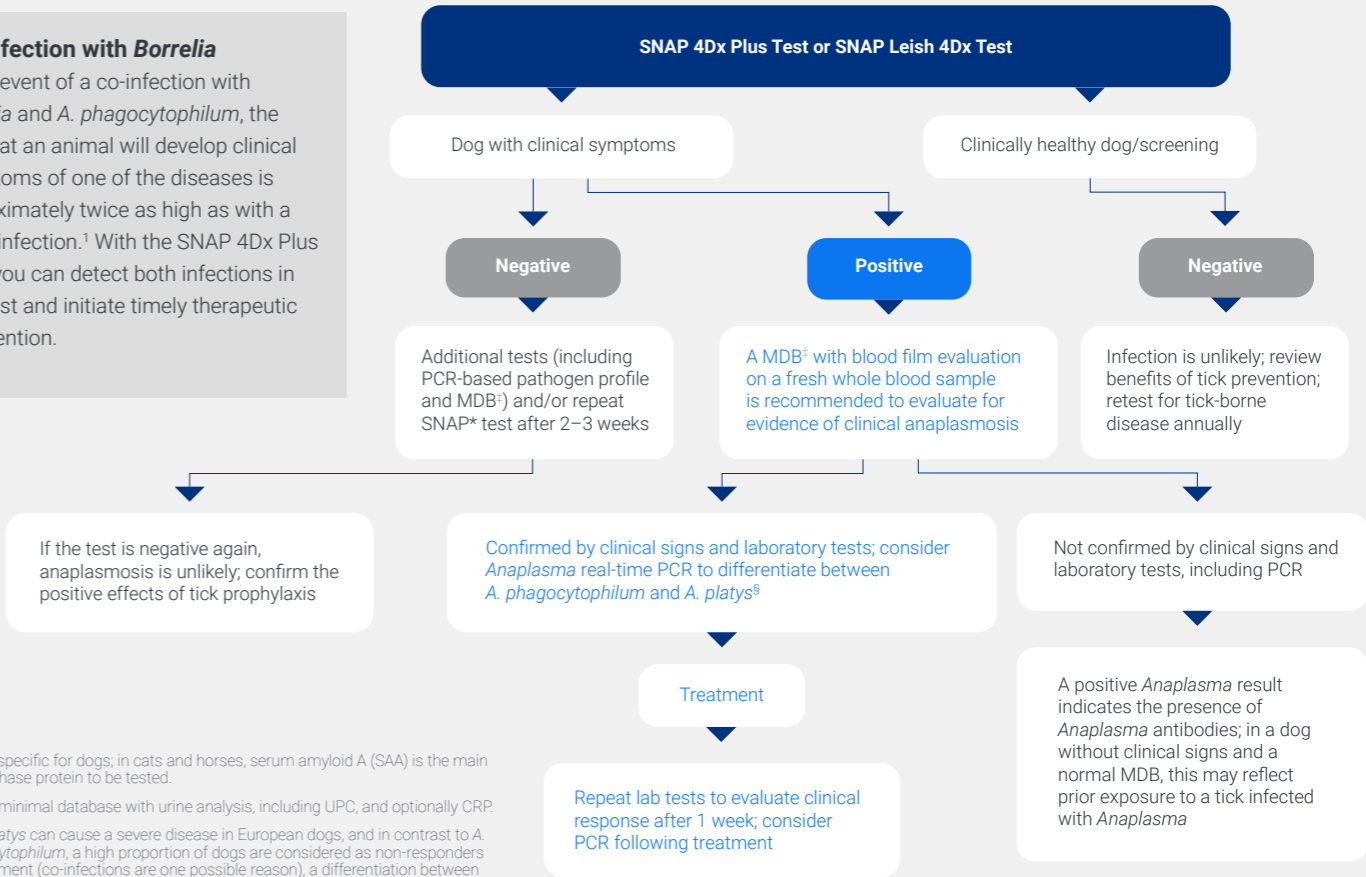 fection with Borrelia
event of a co-infection with
and A. phagocytophilum, the
at an animal will develop clinical
of one of the diseases is
twice as high as with a
infection.¹ With the SNAP 4Dx Plus
you can detect both infections in
and initiate timely therapeutic
SNAP 4Dx Plus Test or SNAP Leish 4Dx Test
Dog with clinical symptoms
Clinically healthy dog/screening
Negative
Positive
Negative
Additional tests (including
PCR-based pathogen profile
and MDB‡) and/or repeat
SNAP* test after 2–3 weeks
A MDB‡ with blood film evaluation
on a fresh whole blood sample
is recommended to evaluate for
evidence of clinical anaplasmosis
Infection is unlikely; review
benefits of tick prevention;
retest for tick-borne
disease annually
If the test is negative again,
anaplasmosis is unlikely; confirm the
positive effects of tick prophylaxis
Confirmed by clinical signs and laboratory tests; consider
Anaplasma real-time PCR to differentiate between
A. phagocytophilum and A. platys§
Not confirmed by clinical signs and
laboratory tests, including PCR
Treatment
A positive Anaplasma result
indicates the presence of
Anaplasma antibodies; in a dog
without clinical signs and a
normal MDB, this may reflect
prior exposure to a tick infected
with Anaplasma
Repeat lab tests to evaluate clinical
response after 1 week; consider
PCR following treatment
specific for dogs; in cats and horses, serum amyloid A (SAA) is the main
hase protein to be tested.
minimal database with urine analysis, including UPC, and optionally CRP.
can cause a severe disease in European dogs, and in contrast to A.
a high proportion of dogs are considered as non-responders
(co-infections are one possible reason), a differentiation between